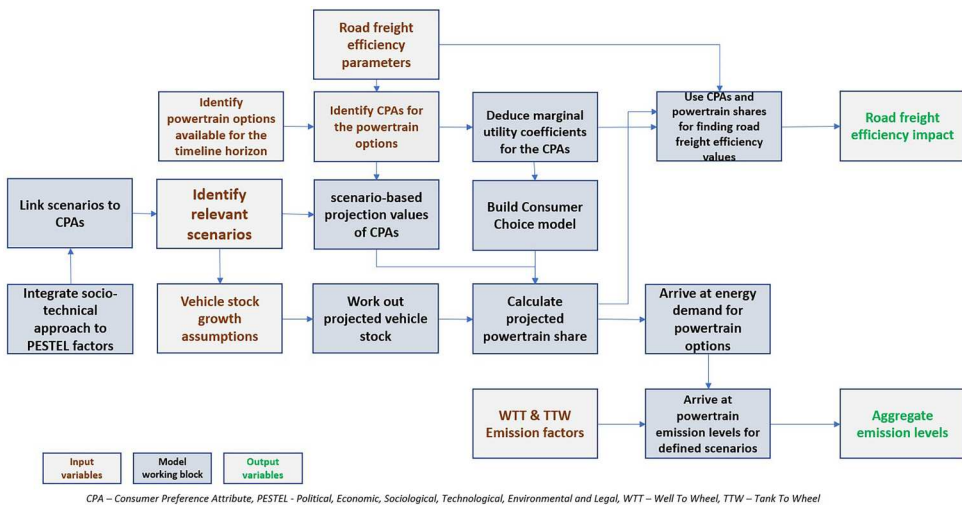 Road freight
efficiency
parameters
Identify
powertrain options
available for the
timeline horizon
Identify CPAs for
the powertrain
options
Deduce marginal
utility coefficients
for the CPAs
Use CPAs and
powertrain shares
for finding road
freight efficiency
values
Road freight
efficiency impact
Link scenarios to
CPAs
Identify
relevant
scenarios
scenario-based
projection values
of CPAs
Build Consumer
Choice model
Integrate socio-
technical
approach to
PESTEL factors
Vehicle stock
growth
assumptions
Work out
projected vehicle
stock
Calculate
projected
powertrain share
Arrive at energy
demand for
powertrain
options
WTT & TTW
Emission factors
Arrive at
powertrain
emission levels for
defined scenarios
Aggregate
emission levels
Input
variables
Model
working block
Output
variables
CPA – Consumer Preference Attribute, PESTEL - Political, Economic, Sociological, Technological, Environmental and Legal, WTT – Well To Wheel, TTW – Tank To Wheel